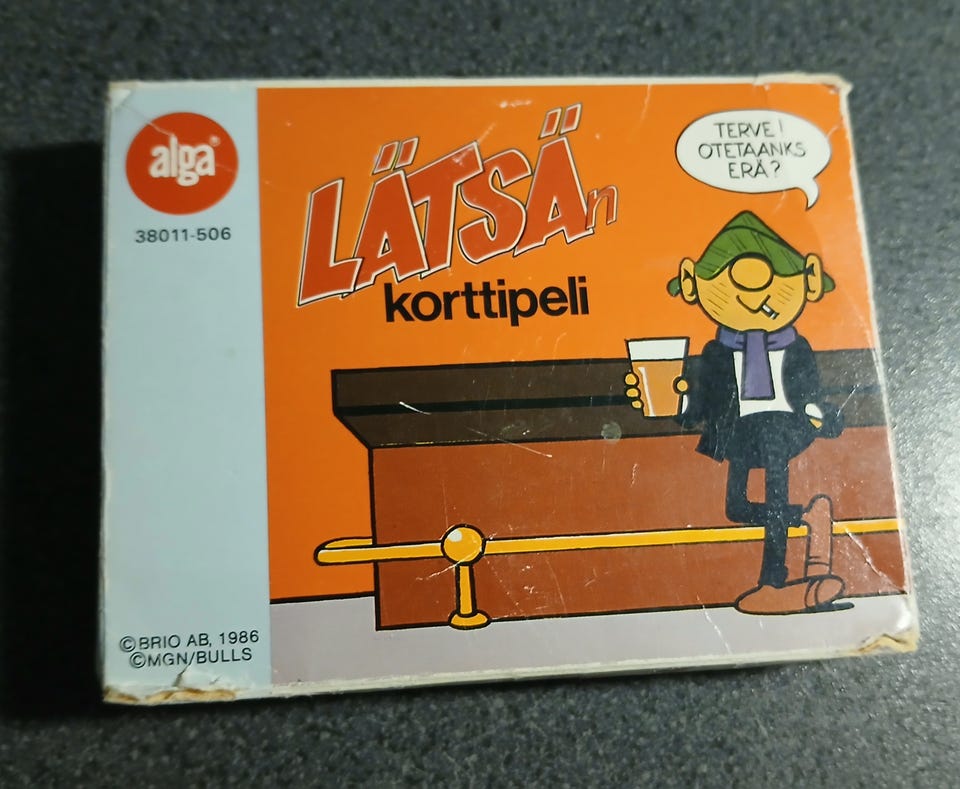 alga®
38011-506
LÄTSÄn
korttipeli
TERVE!
OTETAANKS
ERÄ?
©BRIO AB, 1986
©MGN/BULLS